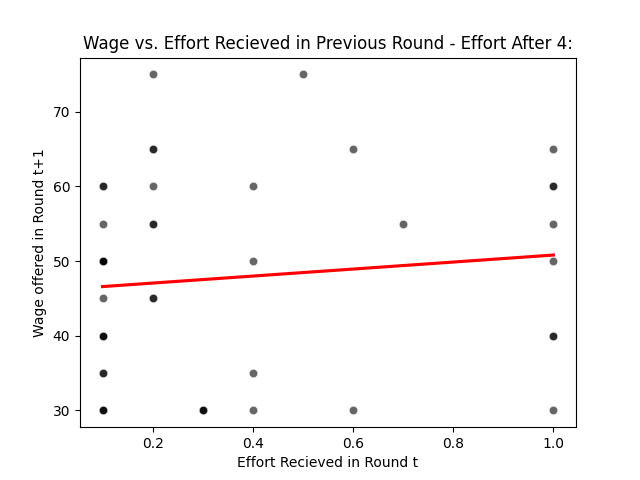 Wage vs. Effort Recieved in Previous Round - Effort After 4:
Wage offered in Round t+1
70
60
50
40
30
0.2 0.4 0.6 0.8 1.0
Effort Recieved in Round t